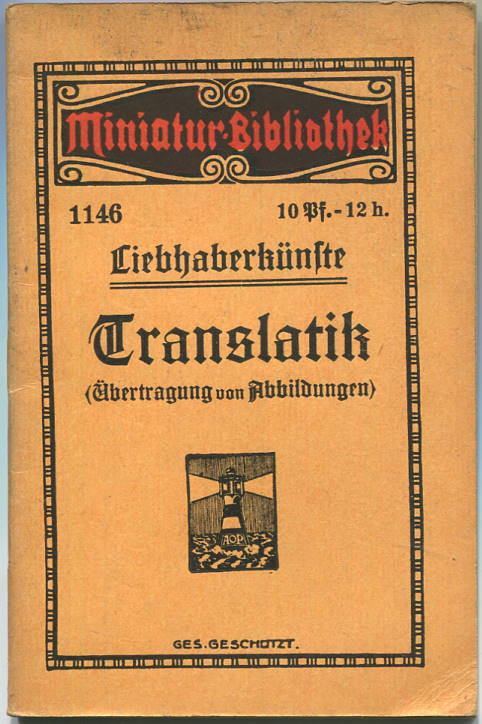 Miniatur-Bibliothek
1146
10 Pf.-12 h.
Liebhaberkünste
Translatik
(Übertragung von Abbildungen)
AOP
GES. GESCHÜTZT.